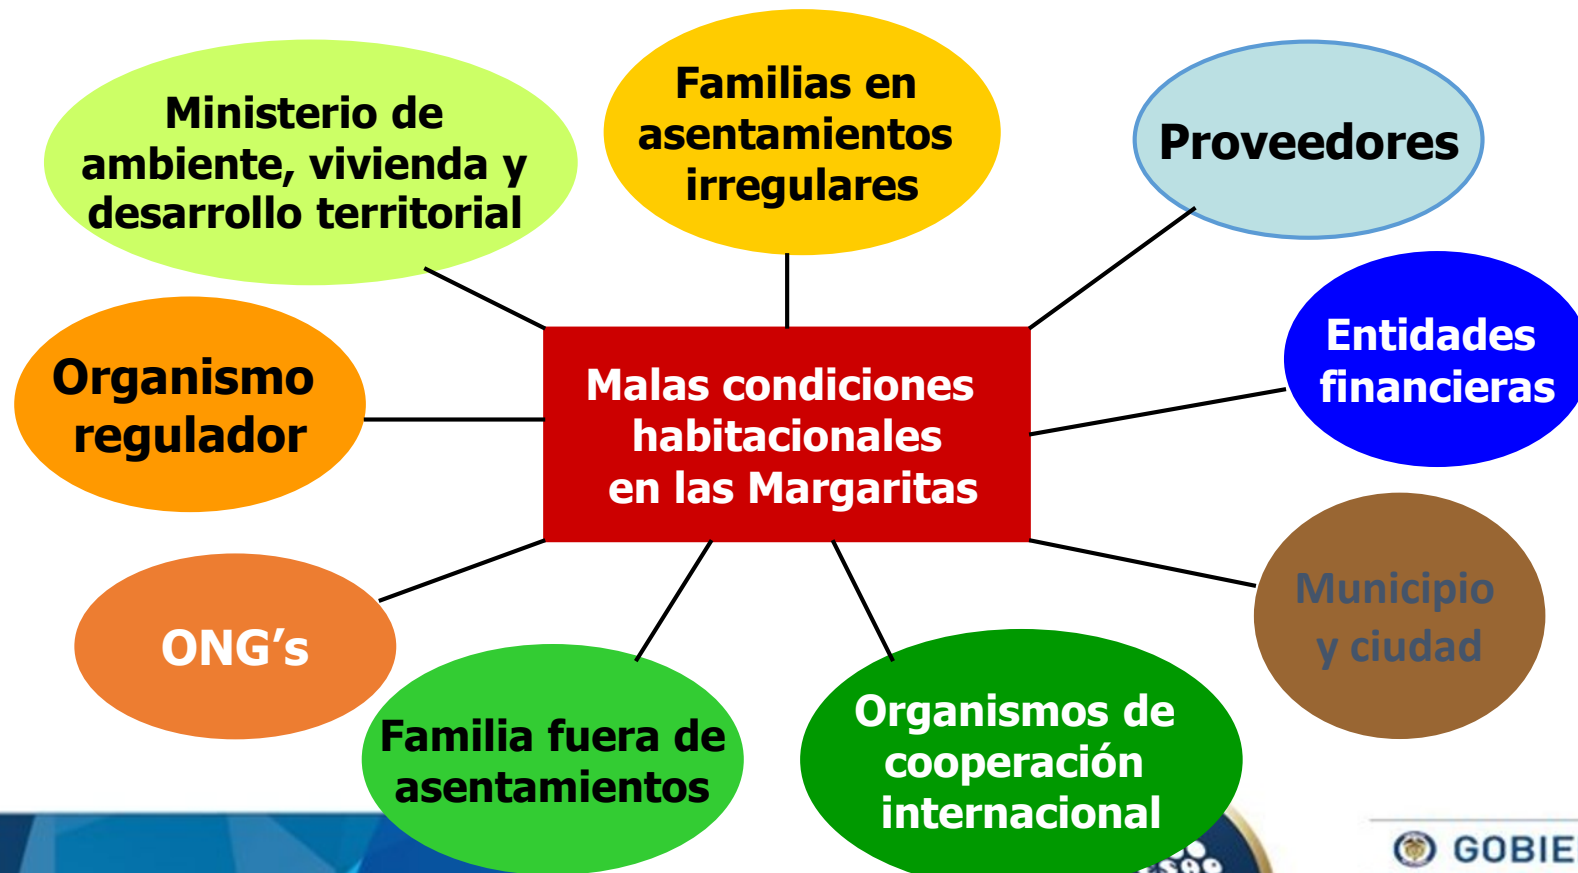 Ministerio de
ambiente, vivienda y
desarrollo territorial
Familias en
asentamientos
irregulares
Proveedores
Organismo
regulador
Malas condiciones
habitacionales
en las Margaritas
Entidades
financieras
ONG’s
Municipio
y ciudad
Familia fuera de
asentamientos
Organismos de
cooperación
internacional